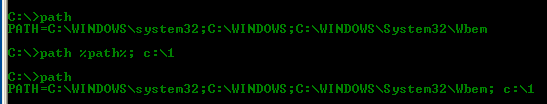 C:\>path
PATH=C:\WINDOWS\system32;C:\WINDOWS;C:\WINDOWS\System32\Wbem
C:\>path %path%; c:\1
C:\>path
PATH=C:\WINDOWS\system32;C:\WINDOWS;C:\WINDOWS\System32\Wbem; c:\1